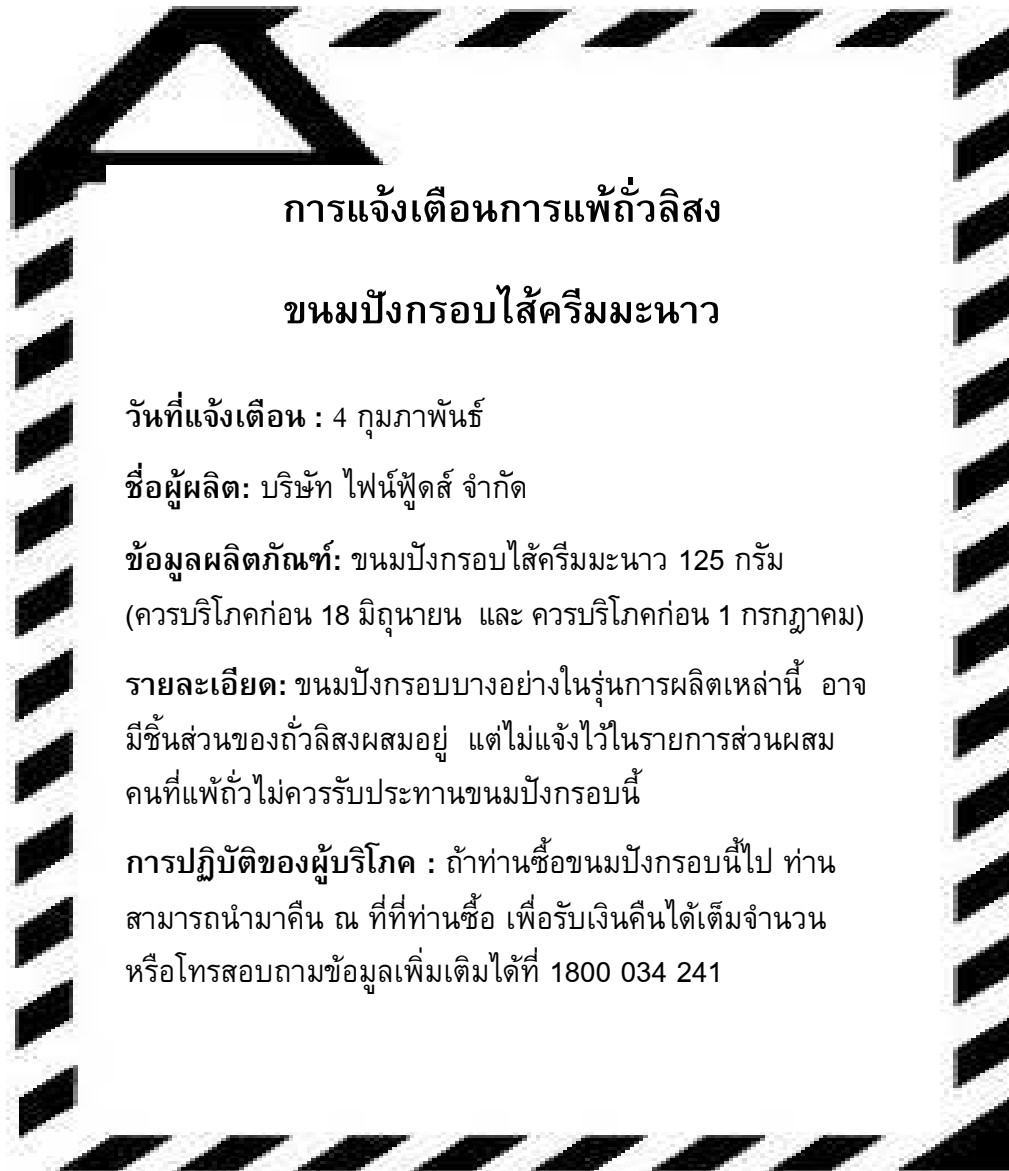 การแจ้งเตือนการแพ้ถั่วลิสง
ขนมปังกรอบไส้ครีมมะนาว
วันที่แจ้งเตือน : 4 กุมภาพันธ์
ชื่อผู้ผลิต: บริษัท ไฟน์ฟู้ดส์ จำกัด
ข้อมูลผลิตภัณฑ์: ขนมปังกรอบไส้ครีมมะนาว 125 กรัม
(ควรบริโภคก่อน 18 มิถุนายน และ ควรบริโภคก่อน 1 กรกฎาคม)
รายละเอียด: ขนมปังกรอบบางอย่างในรุ่นการผลิตเหล่านี้ อาจ
มีชิ้นส่วนของถั่วลิสงผสมอยู่ แต่ไม่แจ้งไว้ในรายการส่วนผสม
คนที่แพ้ถั่วไม่ควรรับประทานขนมปังกรอบนี้
การปฏิบัติของผู้บริโภค : ถ้าท่านซื้อขนมปังกรอบนี้ไป ท่าน
สามารถนำมาคืน ณ ที่ที่ท่านซื้อ เพื่อรับเงินคืนได้เต็มจำนวน
หรือโทรสอบถามข้อมูลเพิ่มเติมได้ที่ 1800 034 241